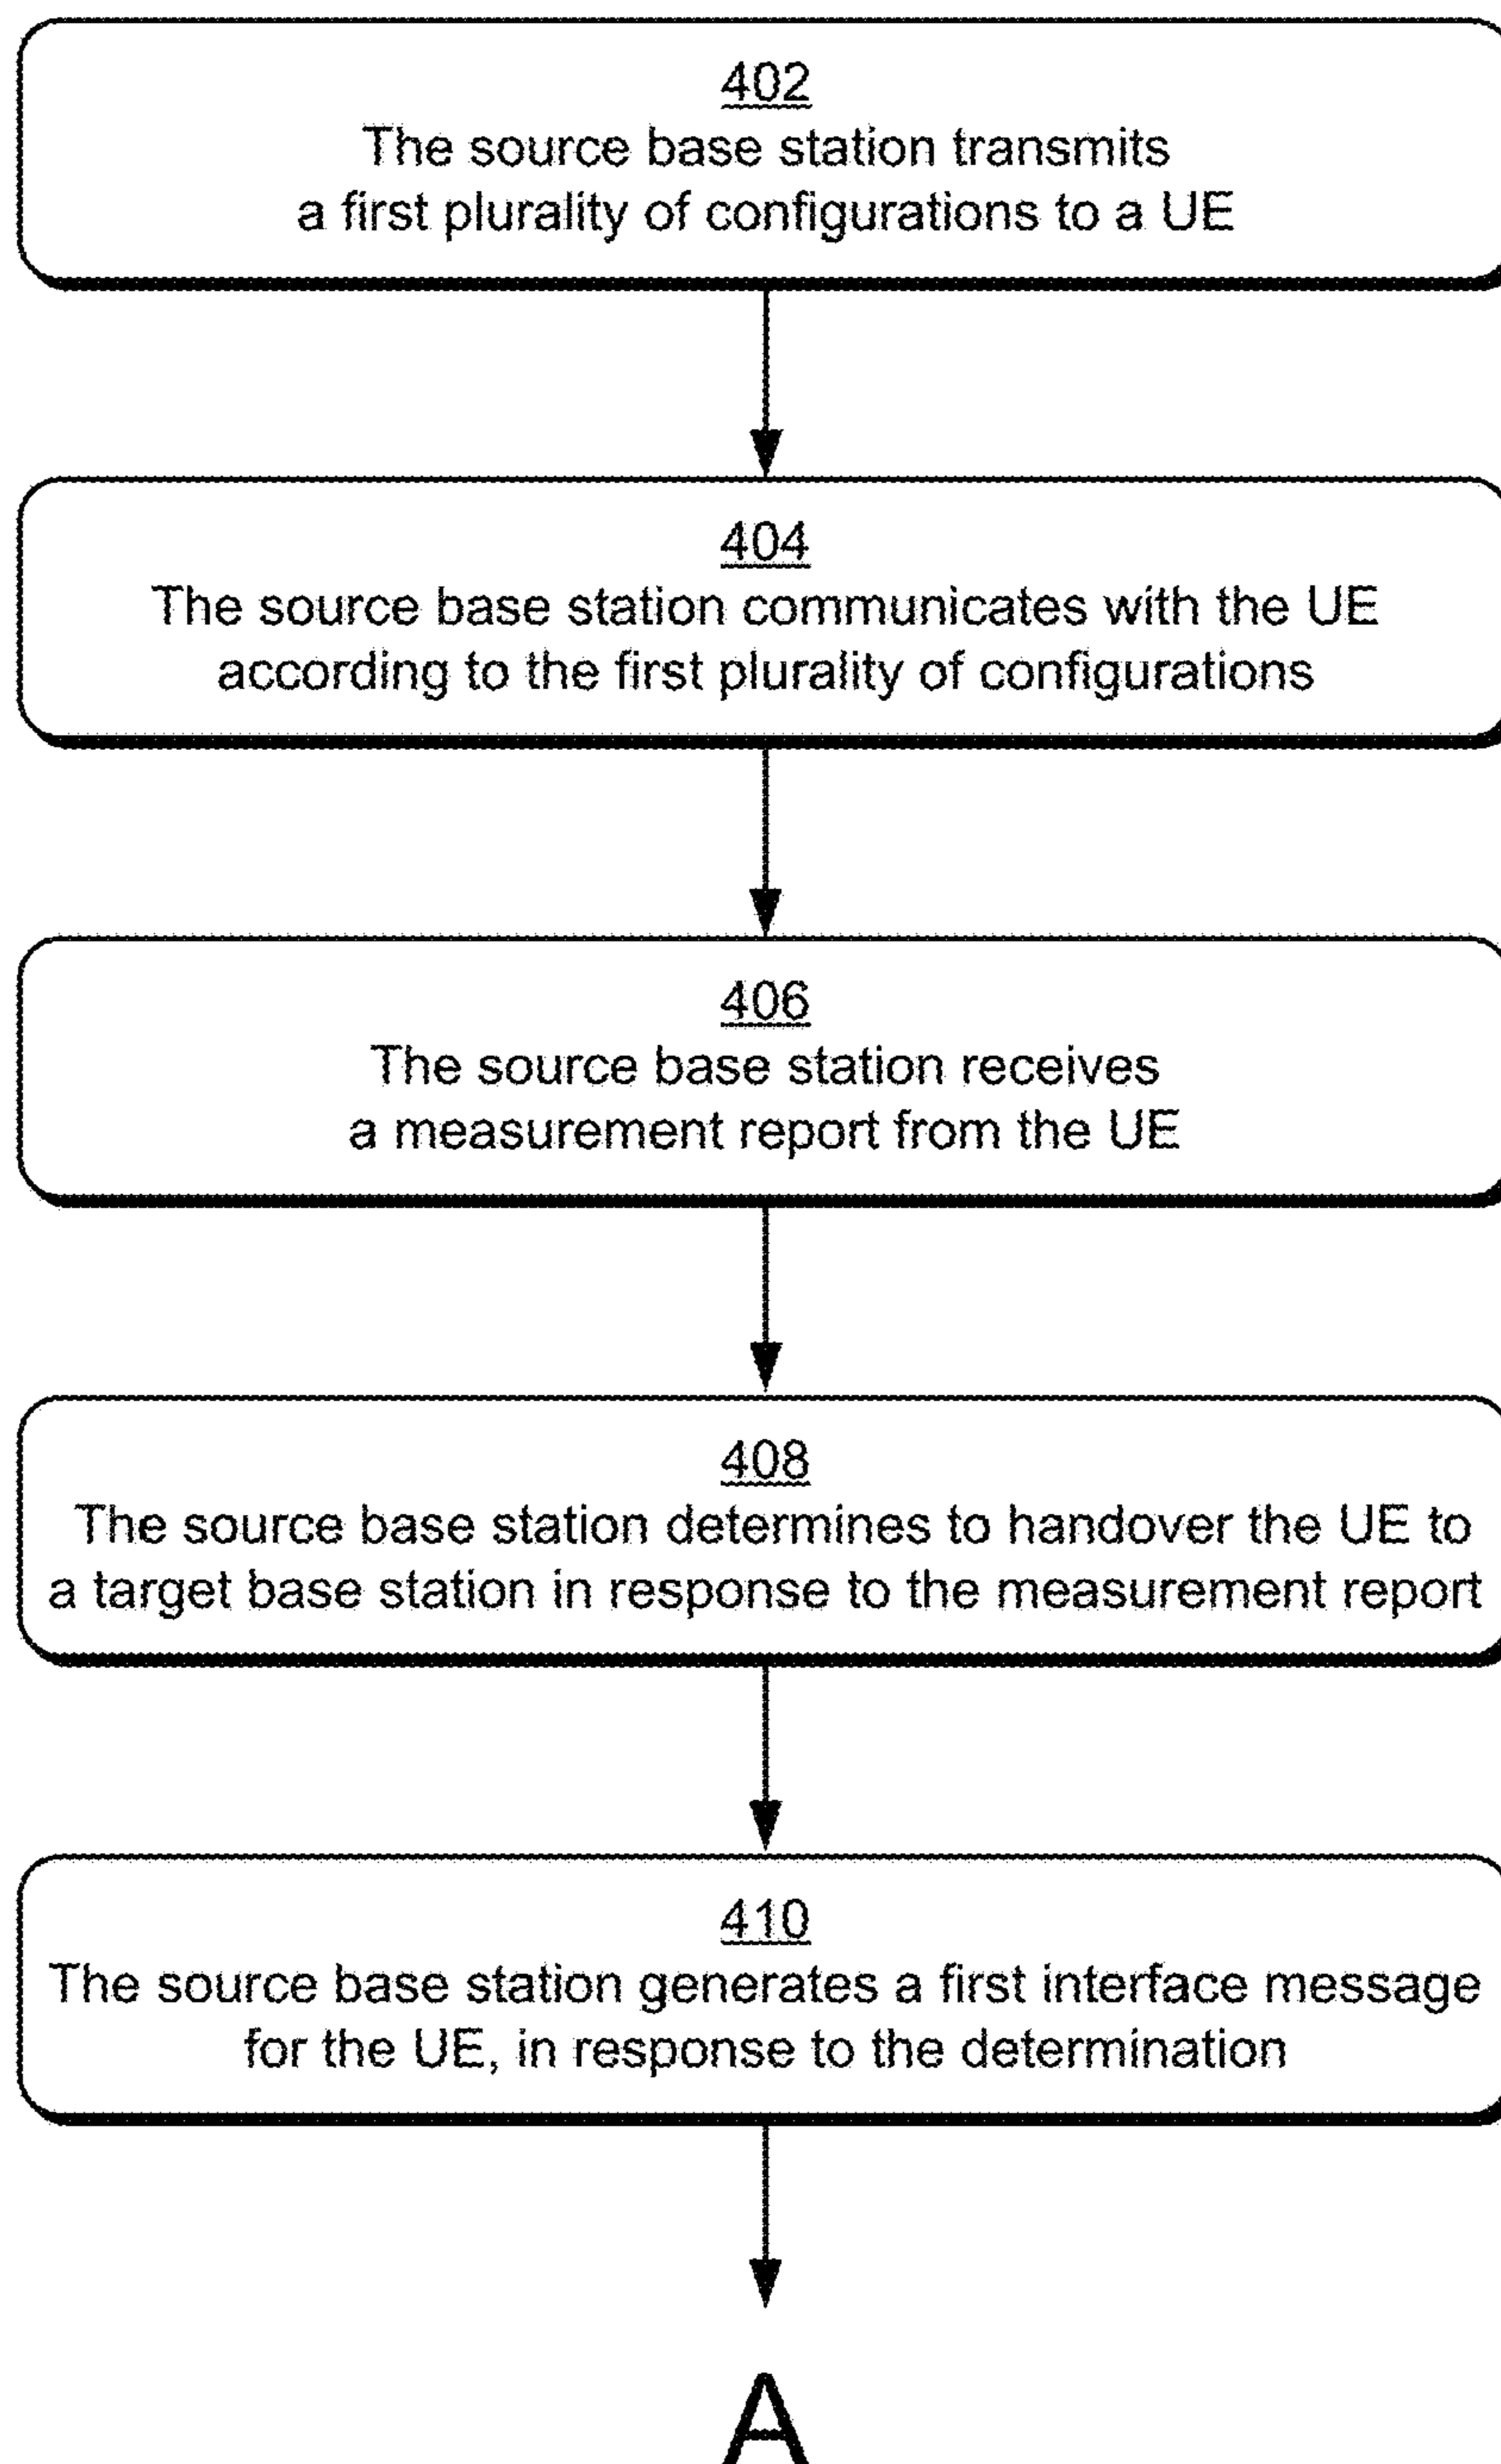 402
The source base station transmits
a first plurality of configurations to a UE
404
The source base station communicates with the UE
according to the first plurality of configurations
406
The source base station receives
a measurement report from the UE
408
The source base station determines to handover the UE to
a target base station in response to the measurement report
410
The source base station generates a first interface message
for the UE, in response to the determination
A